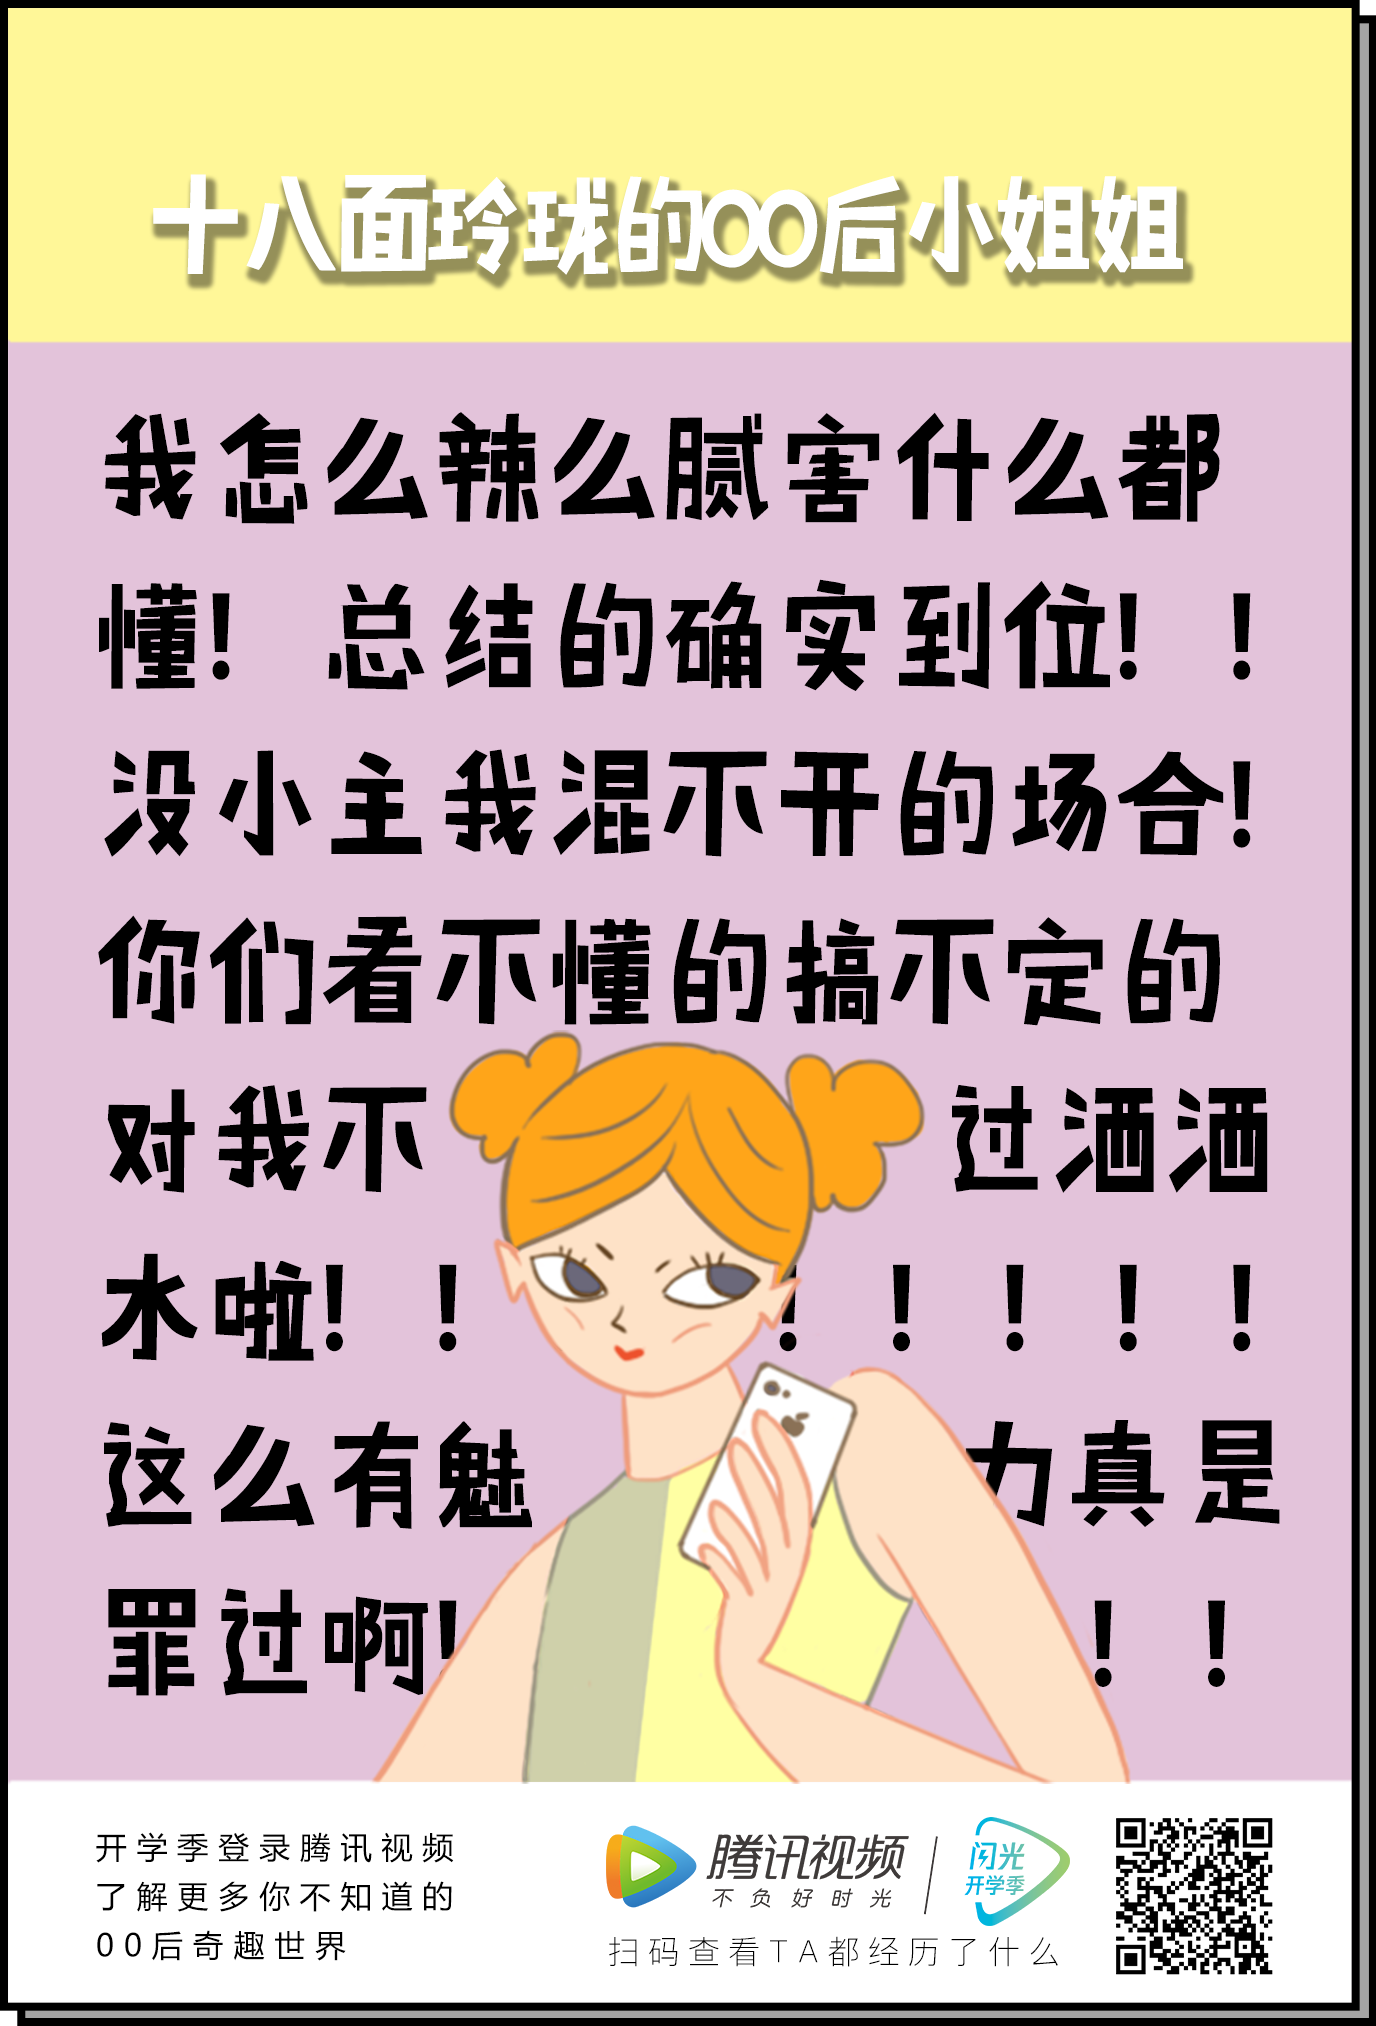 十八面玲珑的00后小姐姐
我怎么辣么腻害什么都
懂! 总结的确实到位! !
没小主我混不开的场合!
你们看不懂的搞不定的
对我不 过洒洒
水啦! ! ! ! ! ! !
这么有魅 力真是
罪过啊! ! !
开学季登录腾讯视频
了解更多你不知道的
00后奇趣世界
腾讯视频
不负好时光
闪光
开学季
扫码查看TA都经历了什么